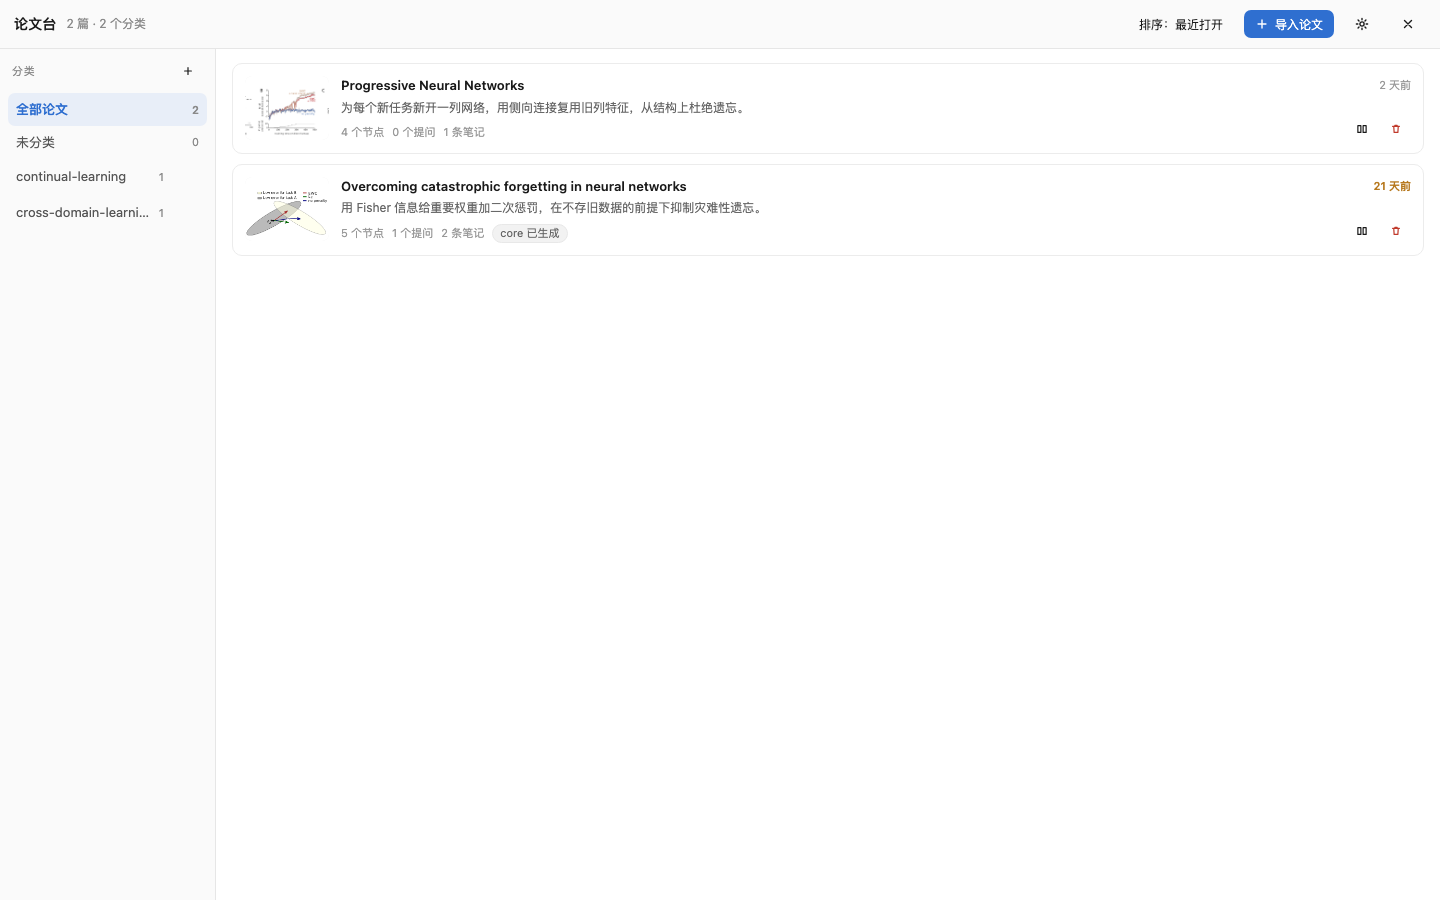 论文台 2 篇 · 2 个分类
排序：最近打开
导入论文
分类
全部论文 2
未分类 0
continual-learning 1
cross-domain-learni... 1
Progressive Neural Networks
2 天前
为每个新任务新开一列网络，用侧向连接复用旧列特征，从结构上杜绝遗忘。
4 个节点 0 个提问 1 条笔记
Overcoming catastrophic forgetting in neural networks
21 天前
用 Fisher 信息给重要权重加二次惩罚，在不存旧数据的前提下抑制灾难性遗忘。
5 个节点 1 个提问 2 条笔记 core 已生成